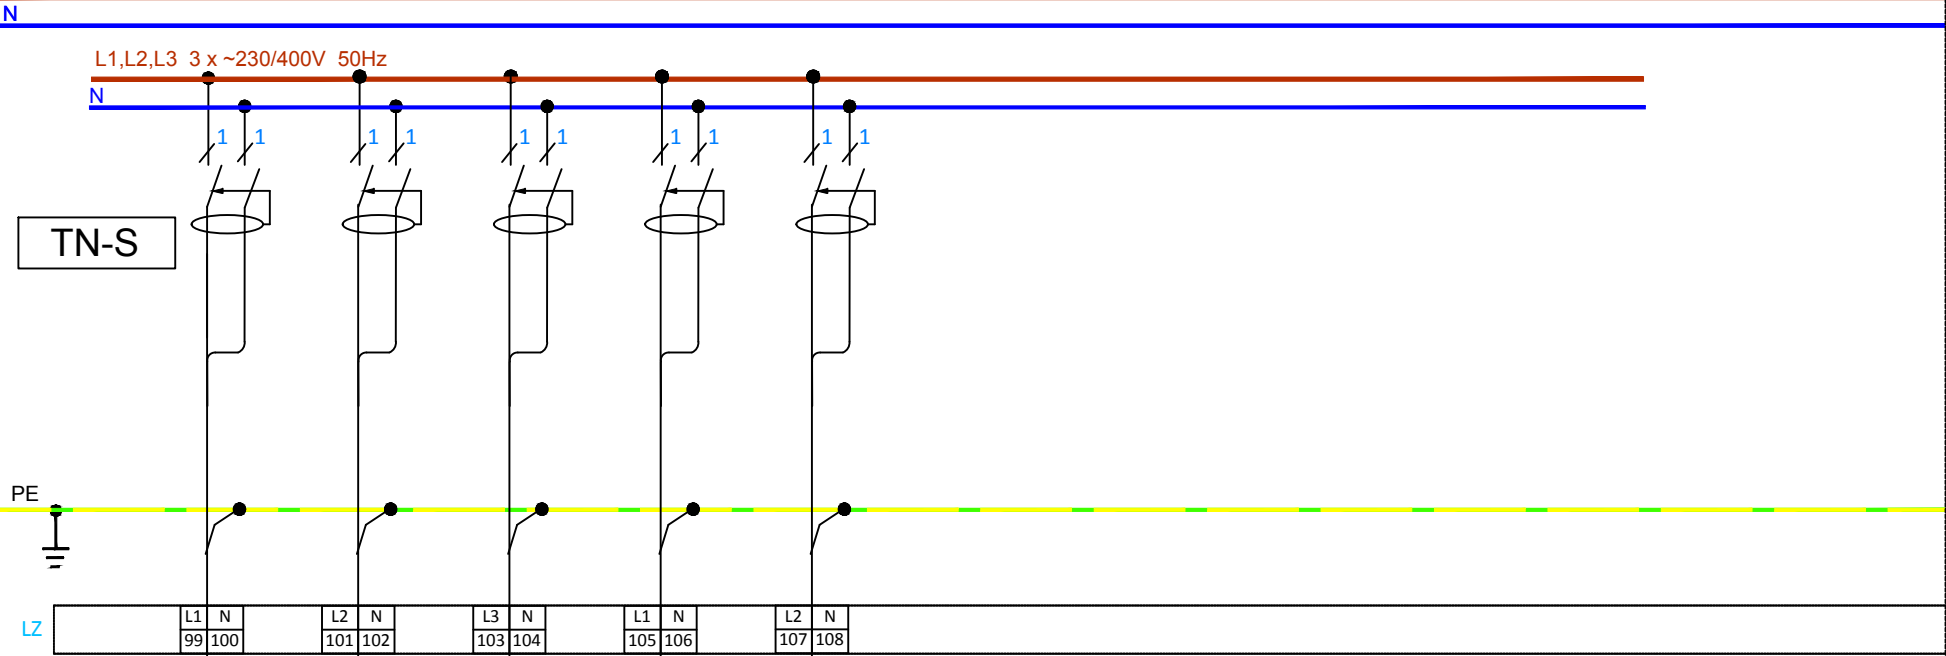 N
L1,L2,L3 3 x ~230/400V 50Hz
N
1 1 1 1 1 1 1 1 1 1
TN-S
PE
L1 N L2 N L3 N L1 N L2 N
LZ
99 100 101 102 103 104 105 106 107 108